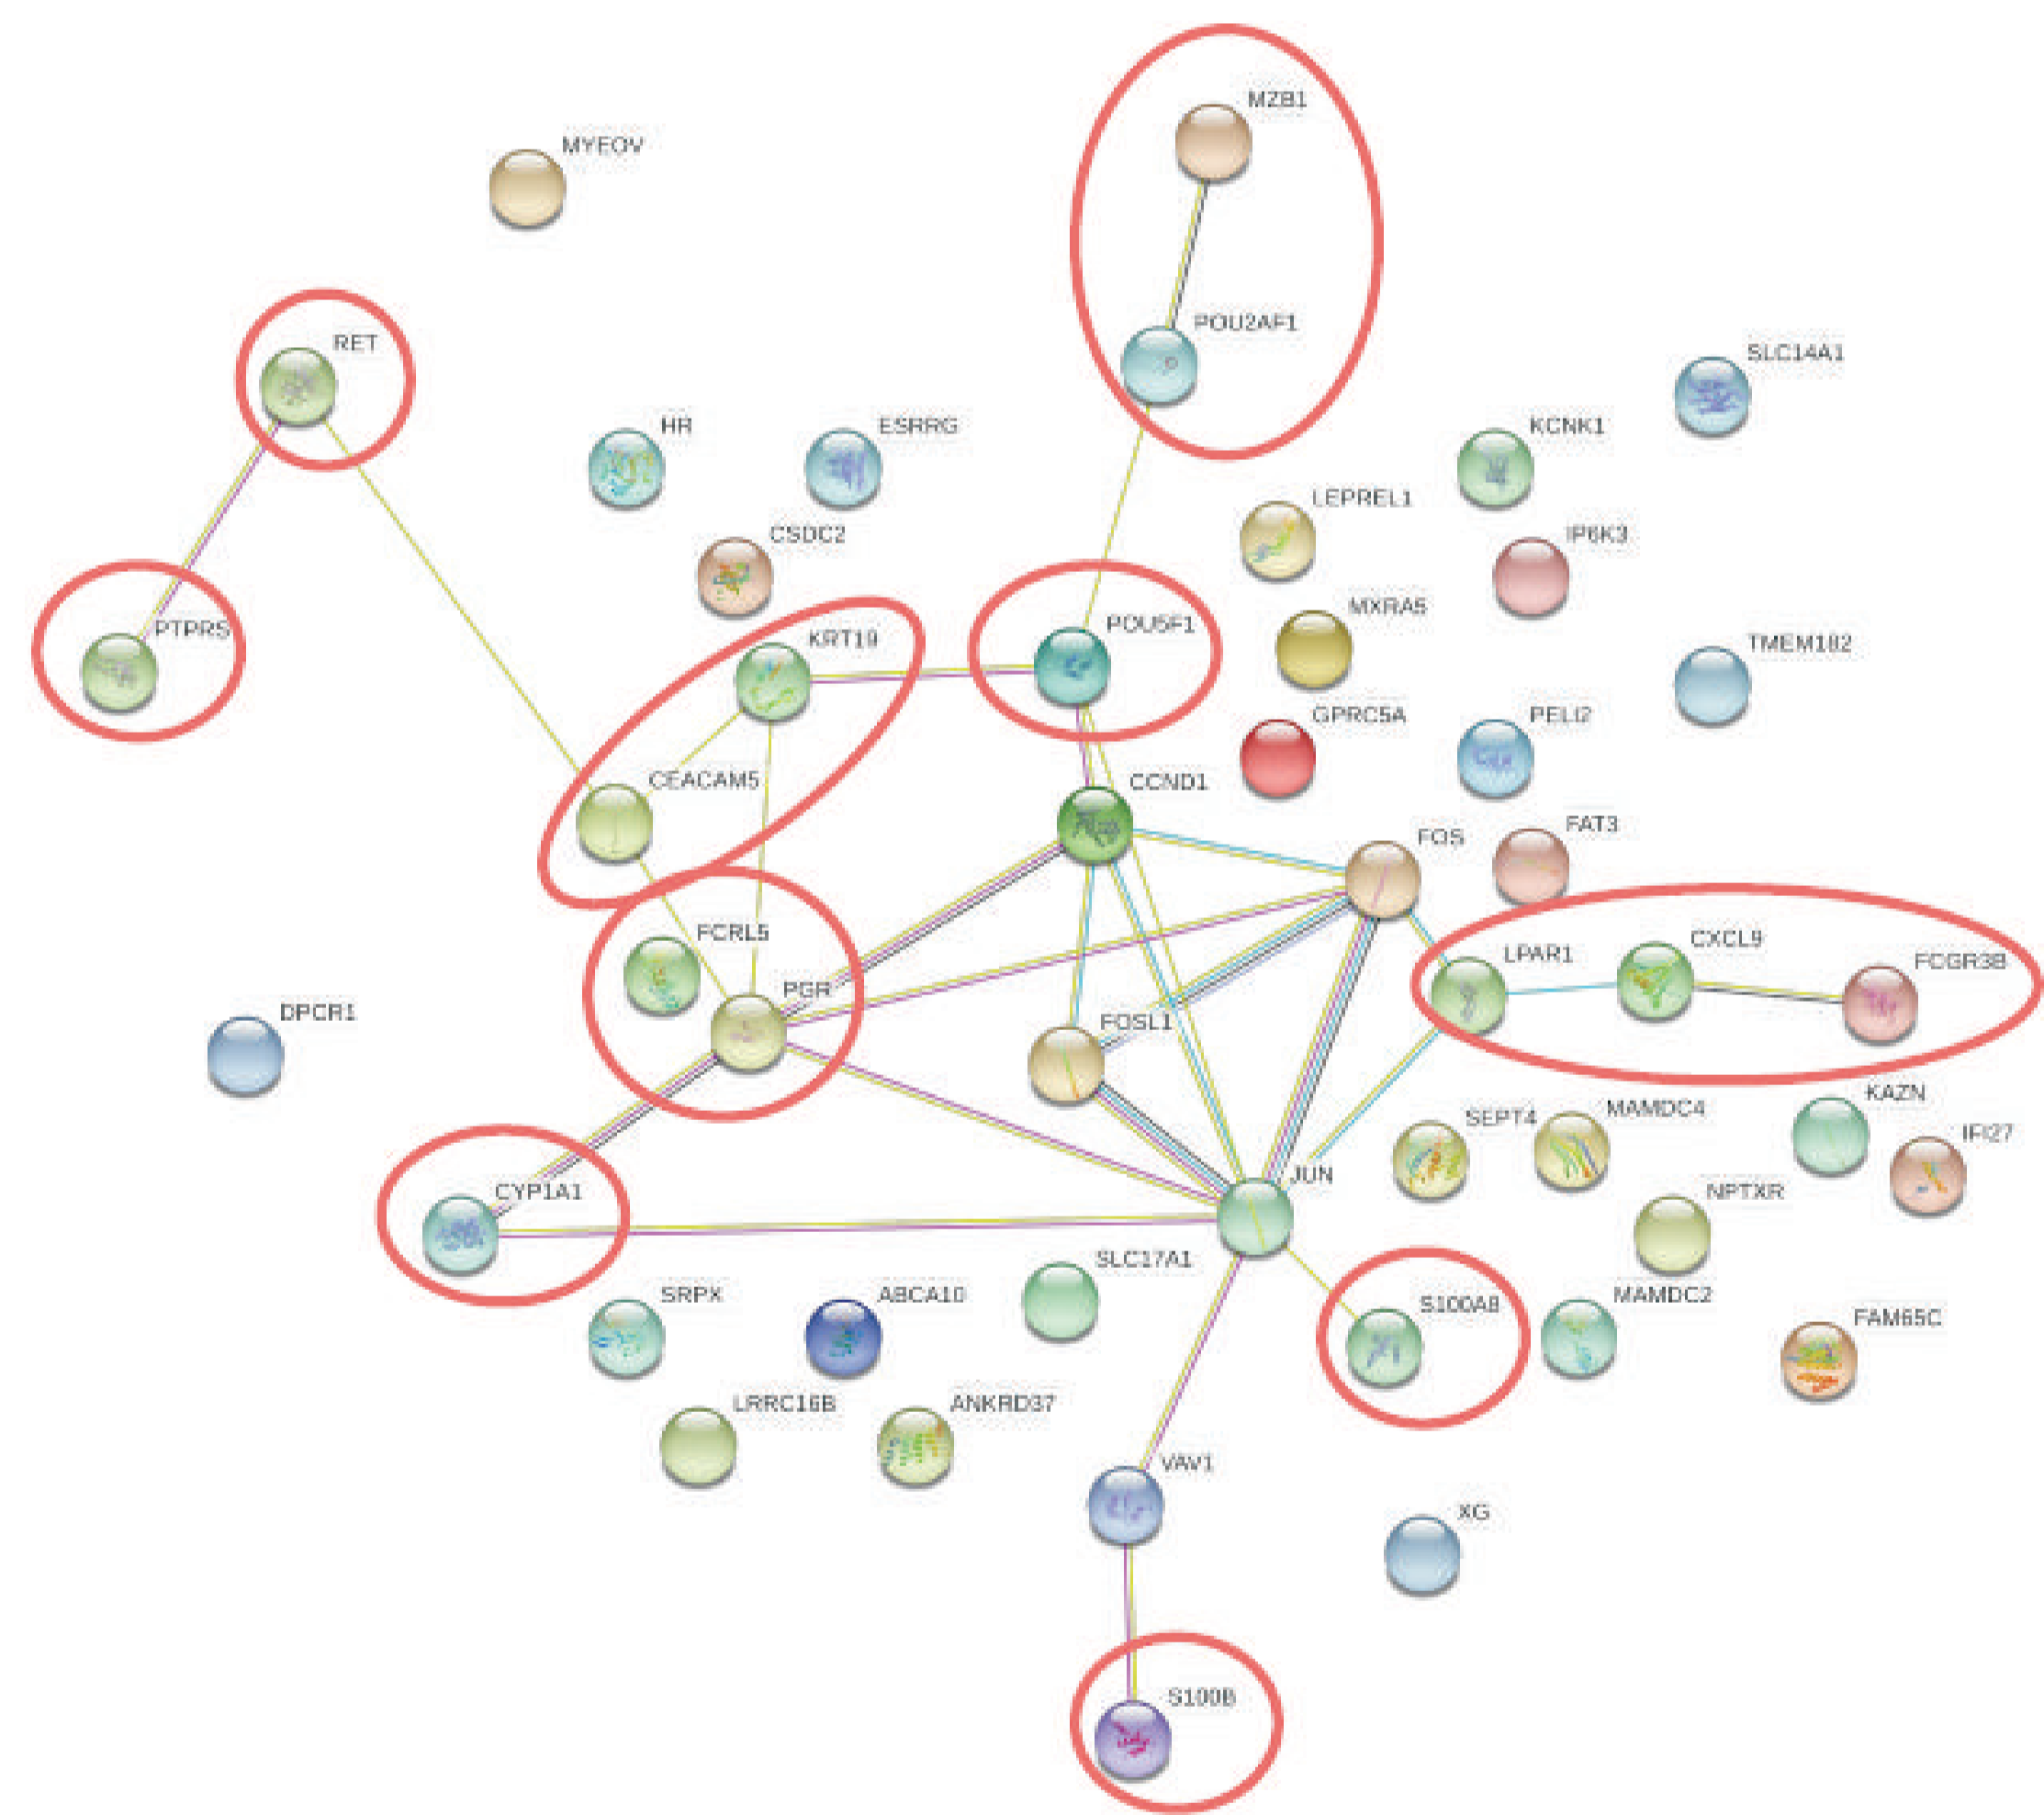 MZB1
MYEOV
POU2AF1
RET
SLC14A1
HR
ESRRG
KCNK1
LEPREL1
CSDC2
IP6K3
MXRA5
POU5F1
PTPRS
KRT19
TMEM182
GPRC5A
PELI2
CEACAM5
CCND1
FAT3
FOS
FCRL5
CXCL9
LPAR1
FCGR3B
PGR
DPCR1
FOSL1
KAZN
MAMDC4
SEPT4
IFI27
JUN
CYP1A1
NPTXR
SLC17A1
SRPX
ABCA10
MAMDC2
S100A8
FAM65C
LRRC16B
ANKRD37
VAV1
XG
S100B